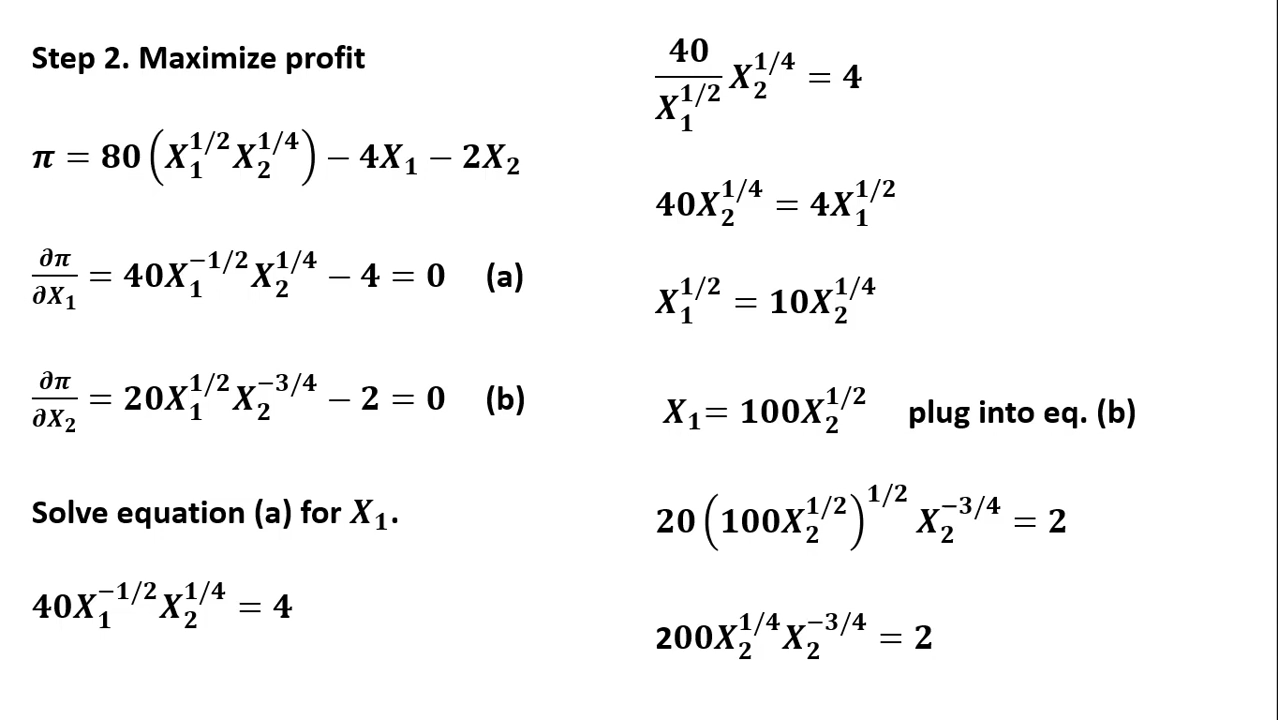 Step 2. Maximize profit
π = 80(X₁^{1/2} X₂^{1/4}) − 4X₁ − 2X₂
∂π/∂X₁ = 40X₁^{−1/2} X₂^{1/4} − 4 = 0 (a)
∂π/∂X₂ = 20X₁^{1/2} X₂^{−3/4} − 2 = 0 (b)
Solve equation (a) for X₁.
40X₁^{−1/2} X₂^{1/4} = 4
40/X₁^{1/2} X₂^{1/4} = 4
40X₂^{1/4} = 4X₁^{1/2}
X₁^{1/2} = 10X₂^{1/4}
X₁= 100X₂^{1/2} plug into eq. (b)
20(100X₂^{1/2})^{1/2} X₂^{−3/4} = 2
200X₂^{1/4} X₂^{−3/4} = 2